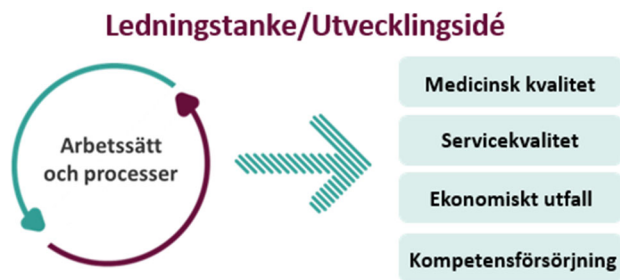 Ledningstanke/Utvecklingsidé
Arbetssätt
och processer
Medicinsk kvalitet
Servicekvalitet
Ekonomiskt utfall
Kompetensförsörjning